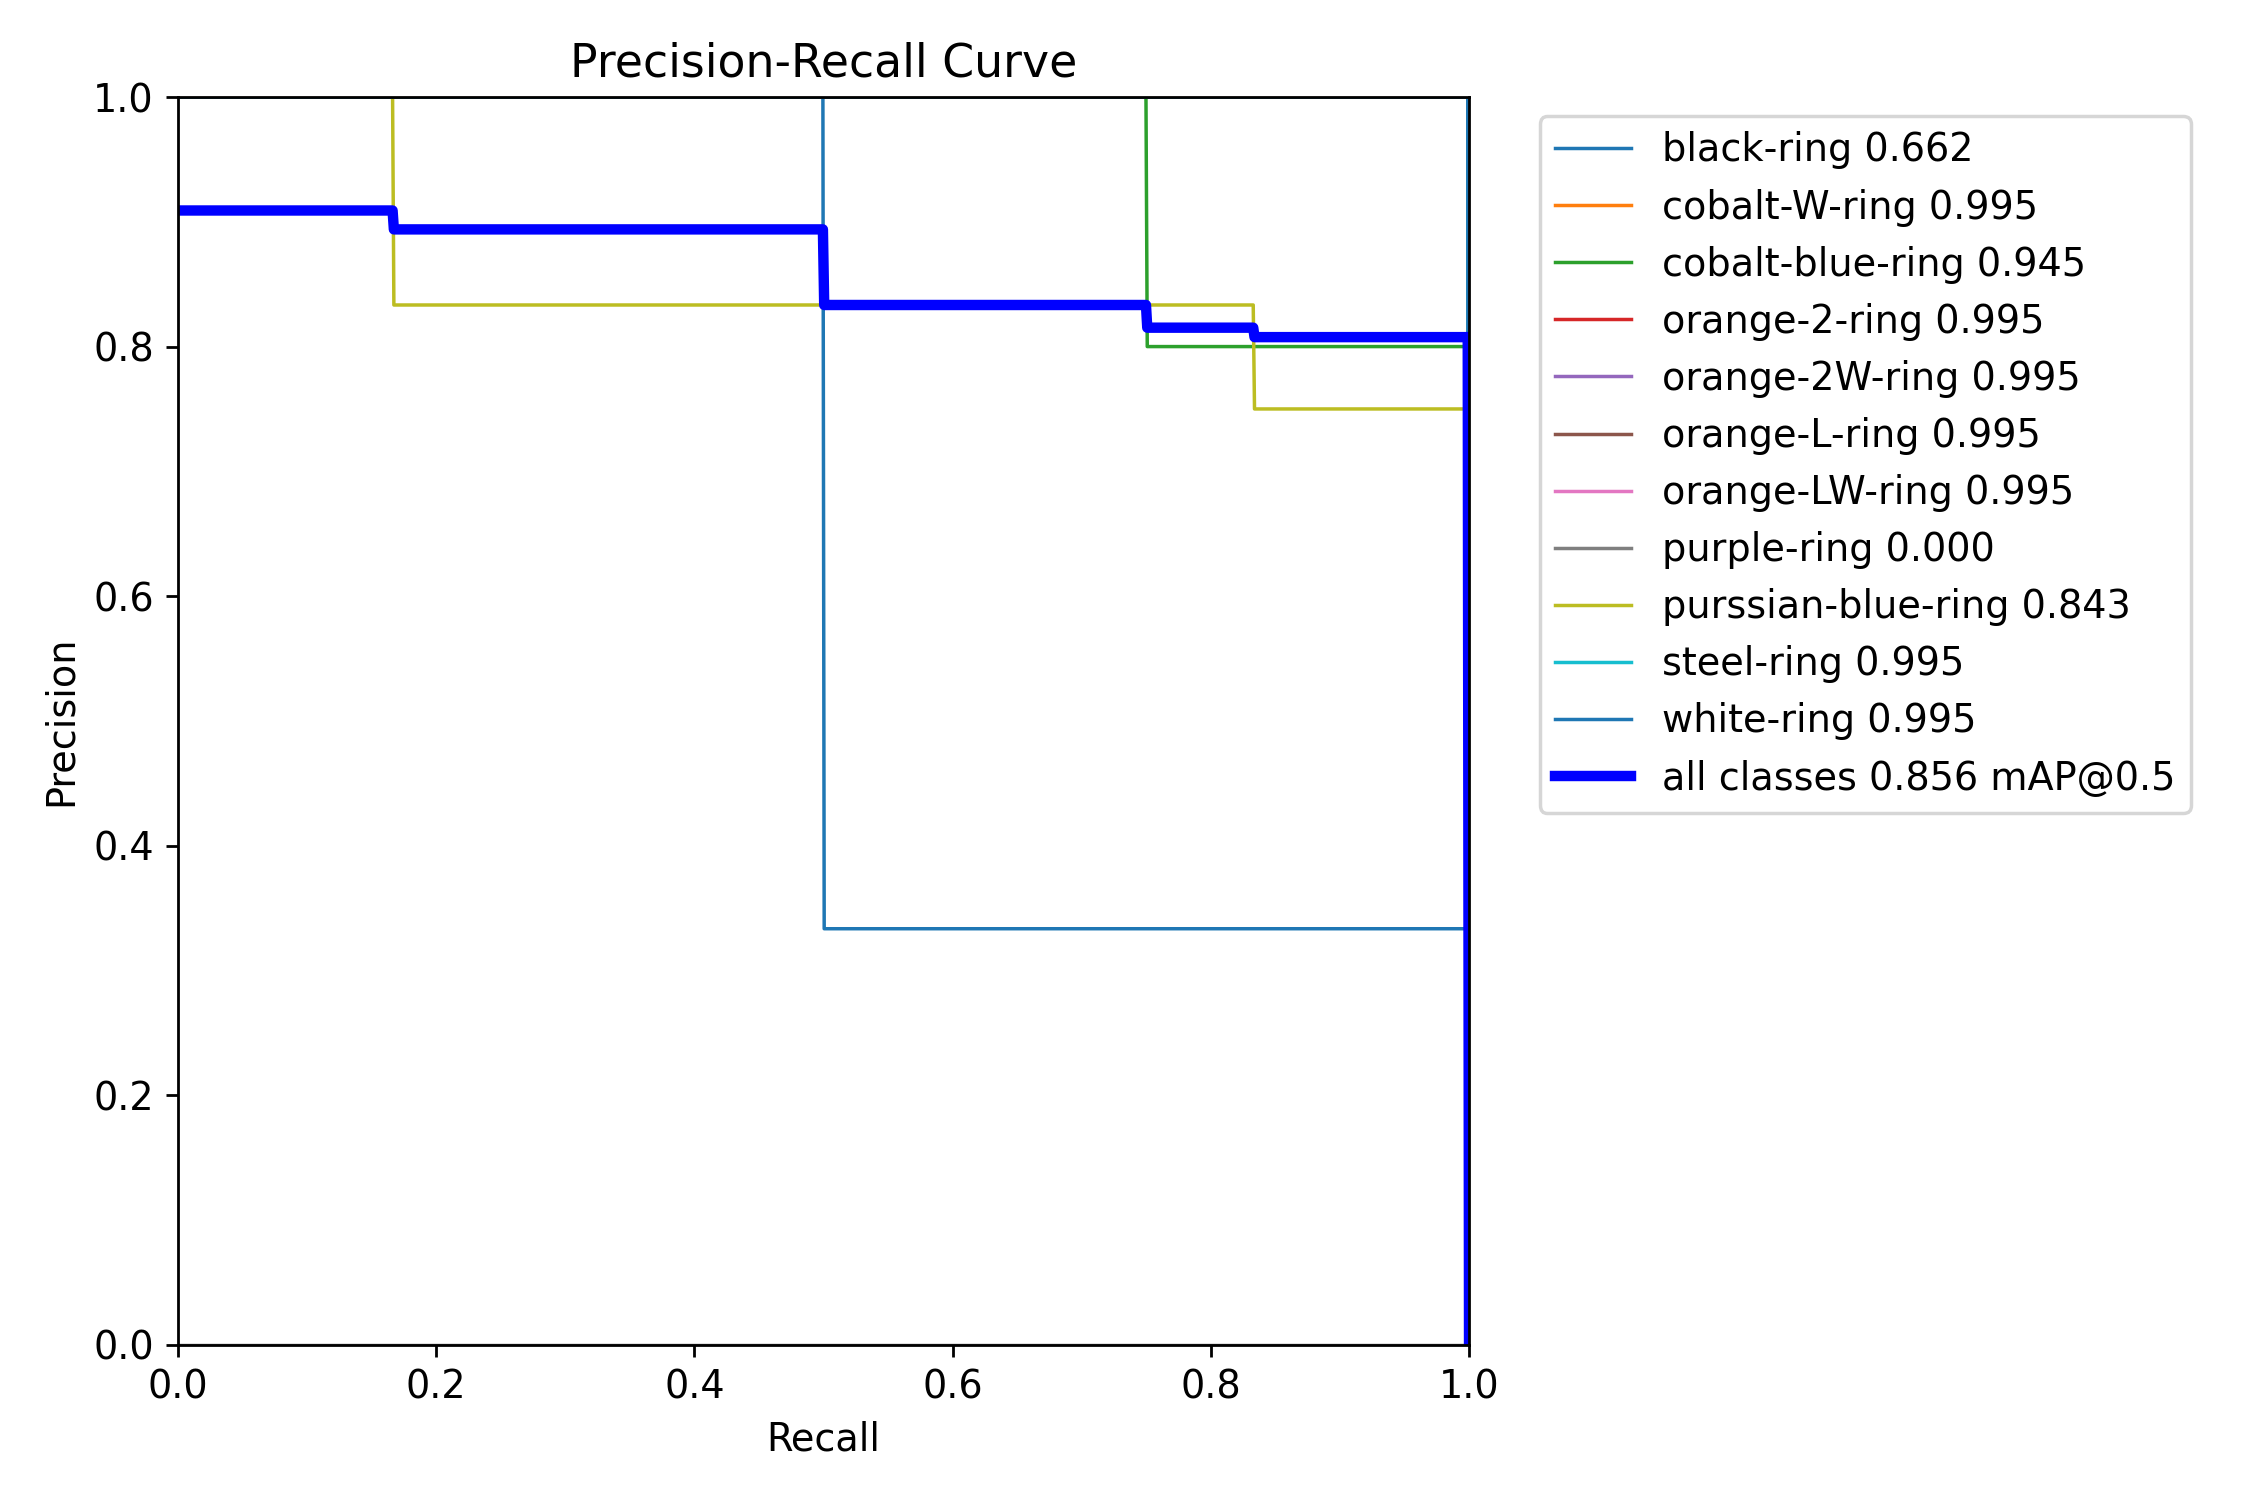 Precision-Recall Curve
1.0
0.8
0.6
0.4
0.2
0.0
Precision
0.0 0.2 0.4 0.6 0.8 1.0
Recall
black-ring 0.662
cobalt-W-ring 0.995
cobalt-blue-ring 0.945
orange-2-ring 0.995
orange-2W-ring 0.995
orange-L-ring 0.995
orange-LW-ring 0.995
purple-ring 0.000
purssian-blue-ring 0.843
steel-ring 0.995
white-ring 0.995
all classes 0.856 mAP@0.5